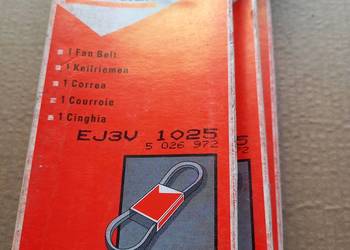 1 Fan Belt
1 Keilriemen
1 Correa
1 Courroie
1 Cinghia
EJ3V 1025
5 026 972